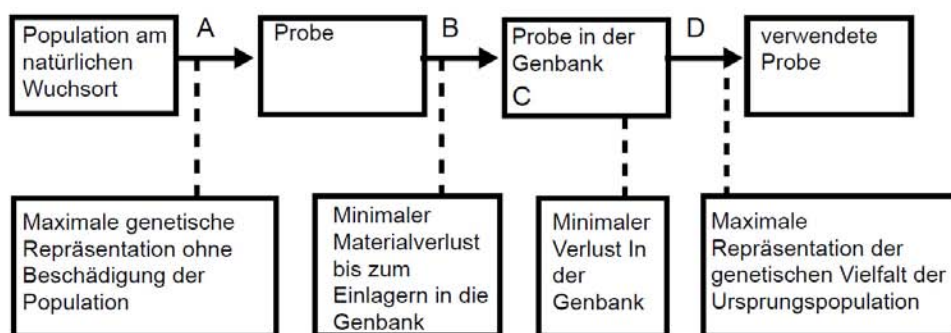 Population am
natürlichen
Wuchsort
A
Probe
B
Probe in der
Genbank
C
D
verwendete
Probe
Maximale genetische
Repräsentation ohne
Beschädigung der
Population
Minimaler
Materialverlust
bis zum
Einlagern in die
Genbank
Minimaler
Verlust In
der
Genbank
Maximale
Repräsentation der
genetischen Vielfalt der
Ursprungspopulation